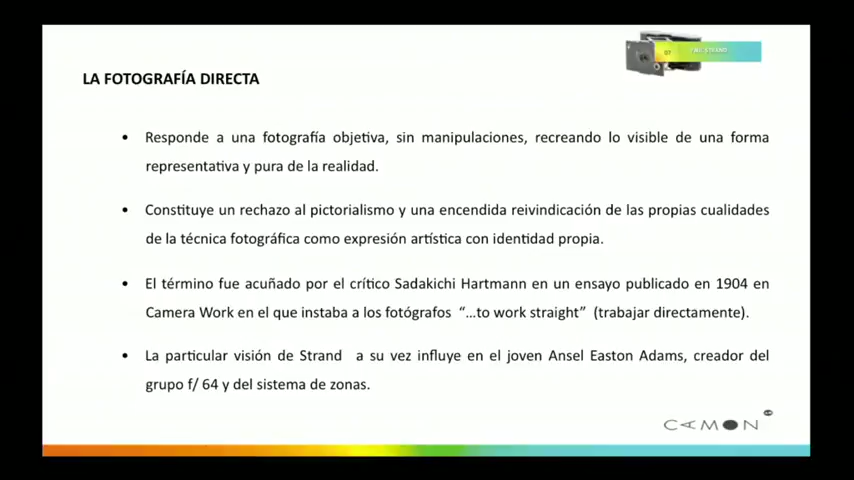 07 PAUL STRAND
LA FOTOGRAFÍA DIRECTA
• Responde a una fotografía objetiva, sin manipulaciones, recreando lo visible de una forma
representativa y pura de la realidad.
• Constituye un rechazo al pictorialismo y una encendida reivindicación de las propias cualidades
de la técnica fotográfica como expresión artística con identidad propia.
• El término fue acuñado por el crítico Sadakichi Hartmann en un ensayo publicado en 1904 en
Camera Work en el que instaba a los fotógrafos “…to work straight” (trabajar directamente).
• La particular visión de Strand a su vez influye en el joven Ansel Easton Adams, creador del
grupo f/ 64 y del sistema de zonas.
CAMON